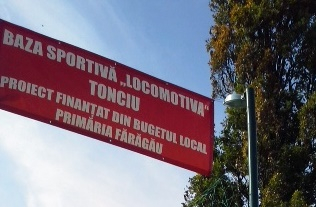 BAZA SPORTIVĂ „LOCOMOTIVA"
TONCIU
PROIECT FINANȚAT DIN BUGETUL LOCAL
PRIMĂRIA FĂRĂGĂU